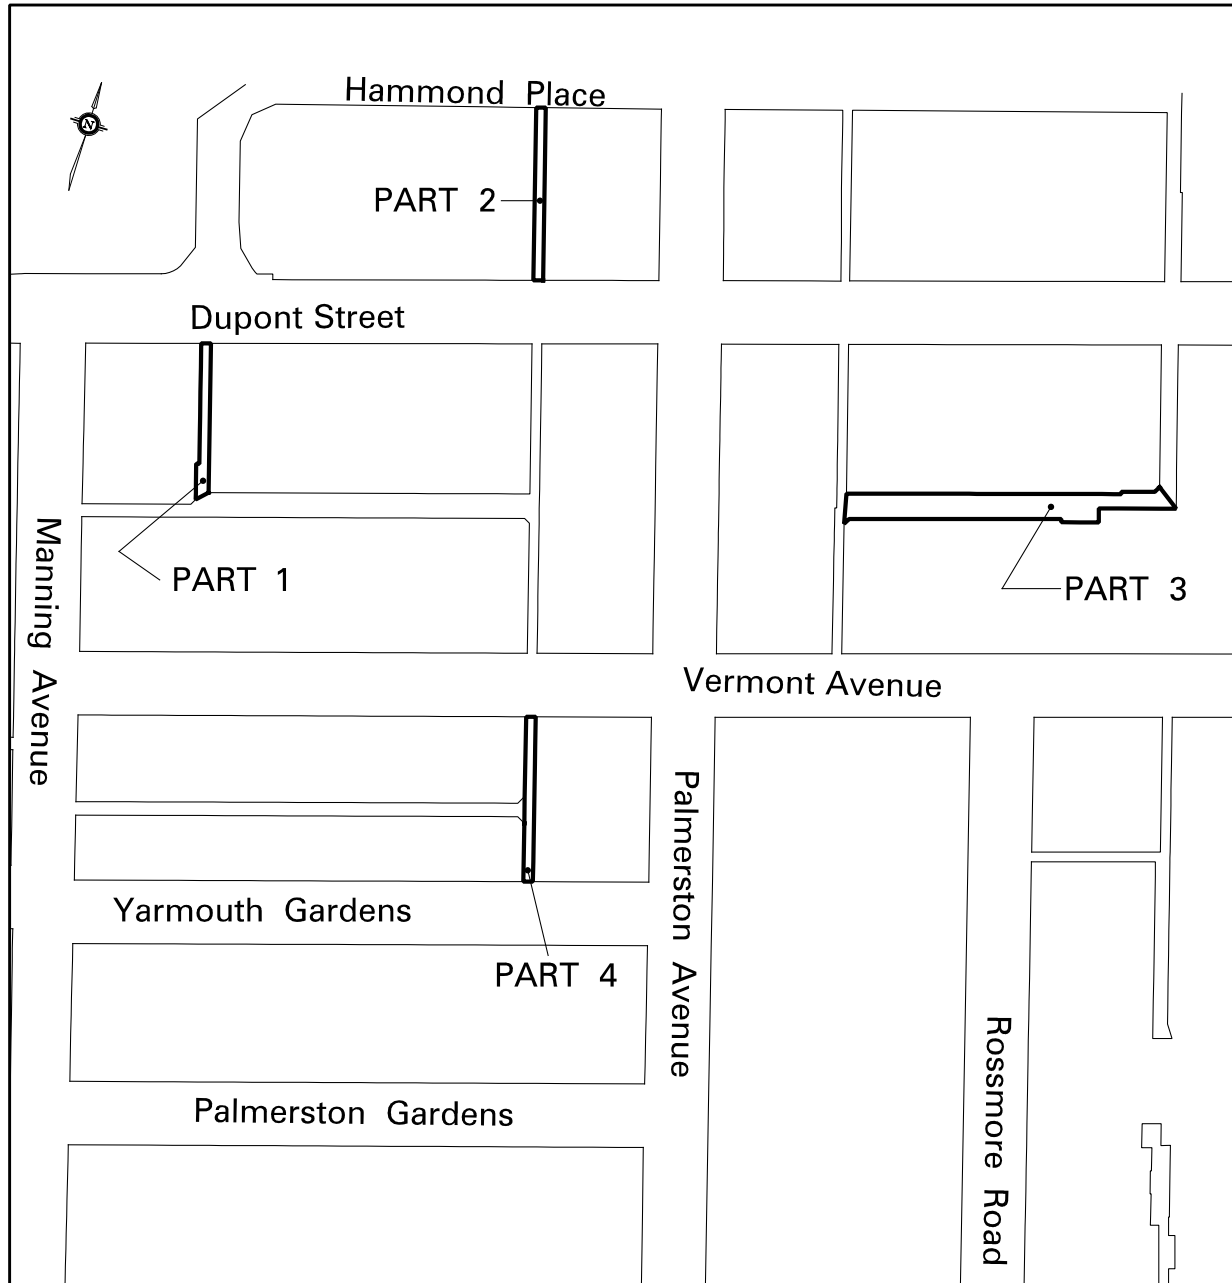 Hammond Place
N
PART 2
Dupont Street
Manning Avenue
PART 1
PART 3
Vermont Avenue
Palmerston Avenue
Yarmouth Gardens
PART 4
Rossmore Road
Palmerston Gardens